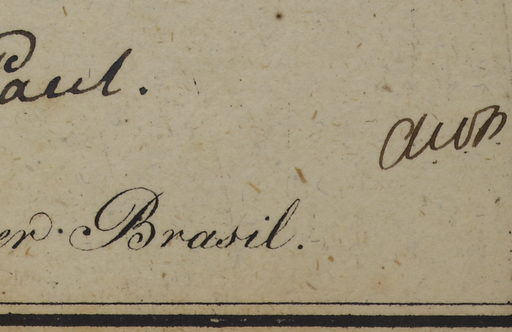 Paul.
er. Brasil.